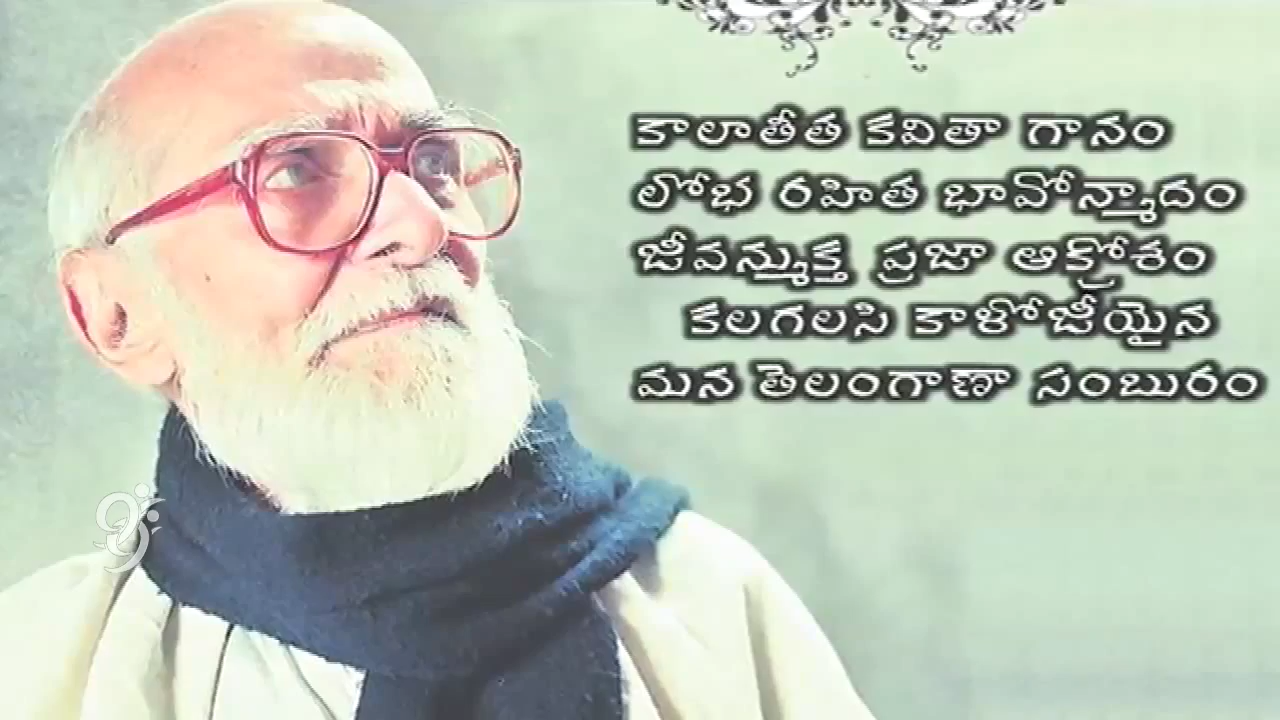 కాలాతీత కవితా గానం
లోభ రహిత భావోన్మాదం
జీవన్ముక్త ప్రజా ఆక్రోశం
కలగలసి కాళోజీయైన
మన తెలంగాణా సంబురం